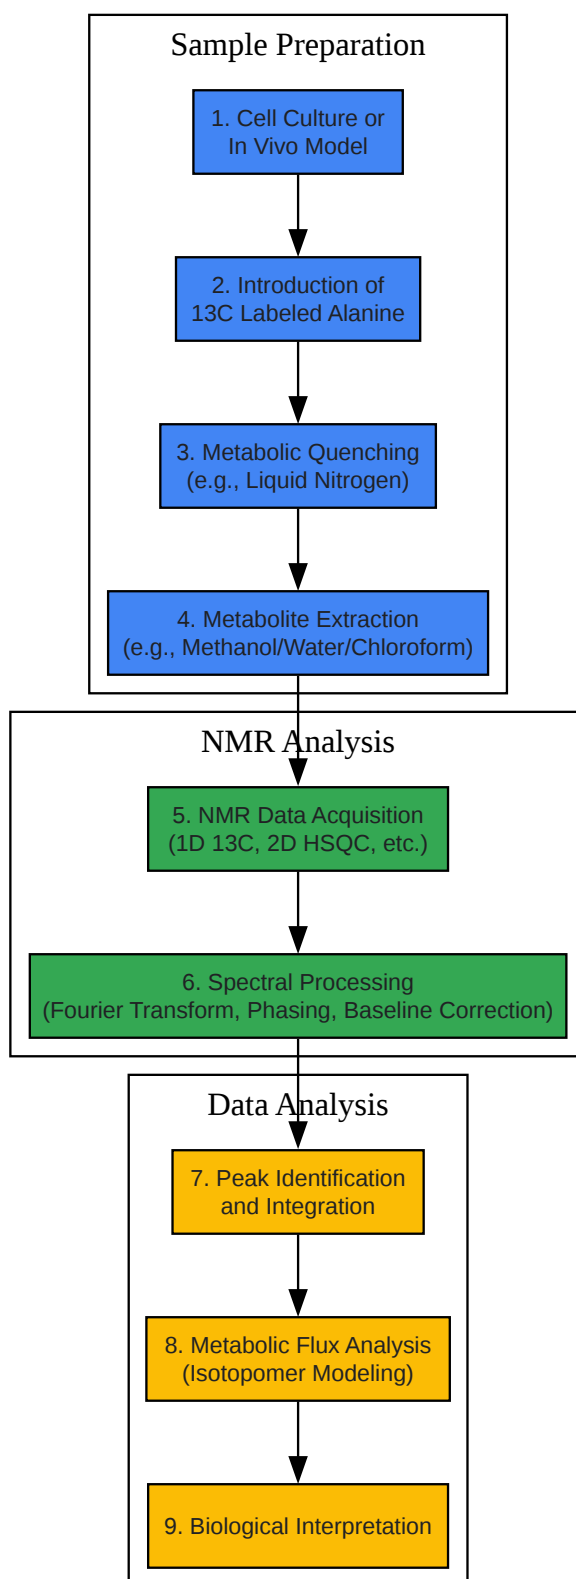 Sample Preparation
1. Cell Culture or
In Vivo Model
2. Introduction of
13C Labeled Alanine
3. Metabolic Quenching
(e.g., Liquid Nitrogen)
4. Metabolite Extraction
(e.g., Methanol/Water/Chloroform)
NMR Analysis
5. NMR Data Acquisition
(1D 13C, 2D HSQC, etc.)
6. Spectral Processing
(Fourier Transform, Phasing, Baseline Correction)
Data Analysis
7. Peak Identification
and Integration
8. Metabolic Flux Analysis
(Isotopomer Modeling)
9. Biological Interpretation